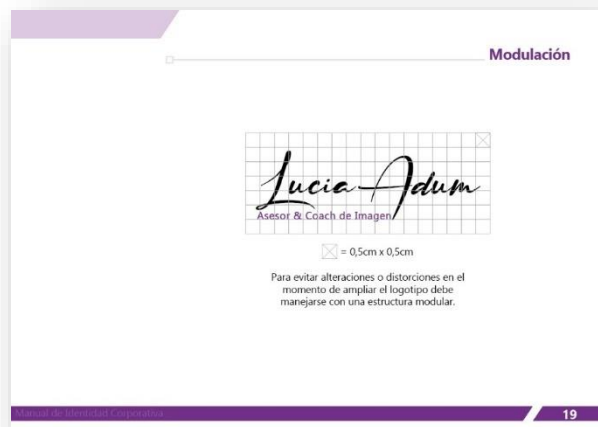 Modulación
Lucia Adum
Asesor & Coach de Imagen
= 0,5cm x 0,5cm
Para evitar alteraciones o distorciones en el
momento de ampliar el logotipo debe
manejarse con una estructura modular.
Manual de Identidad Corporativa
19